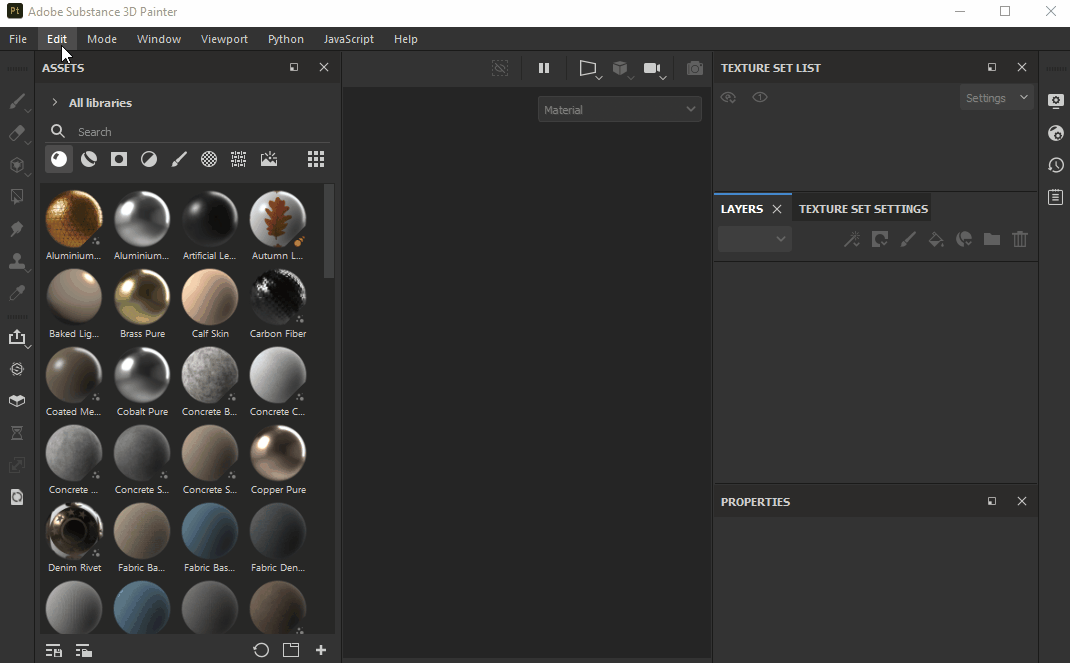 Pt Adobe Substance 3D Painter
File Edit Mode Window Viewport Python JavaScript Help
ASSETS
All libraries
Search
Aluminium... Aluminium... Artificial Le... Autumn L...
Baked Lig... Brass Pure Calf Skin Carbon Fiber
Coated Me... Cobalt Pure Concrete B... Concrete C...
Concrete ... Concrete S... Concrete S... Copper Pure
Denim Rivet Fabric Ba... Fabric Bas... Fabric Den...
Material
TEXTURE SET LIST
Settings
LAYERS TEXTURE SET SETTINGS
PROPERTIES